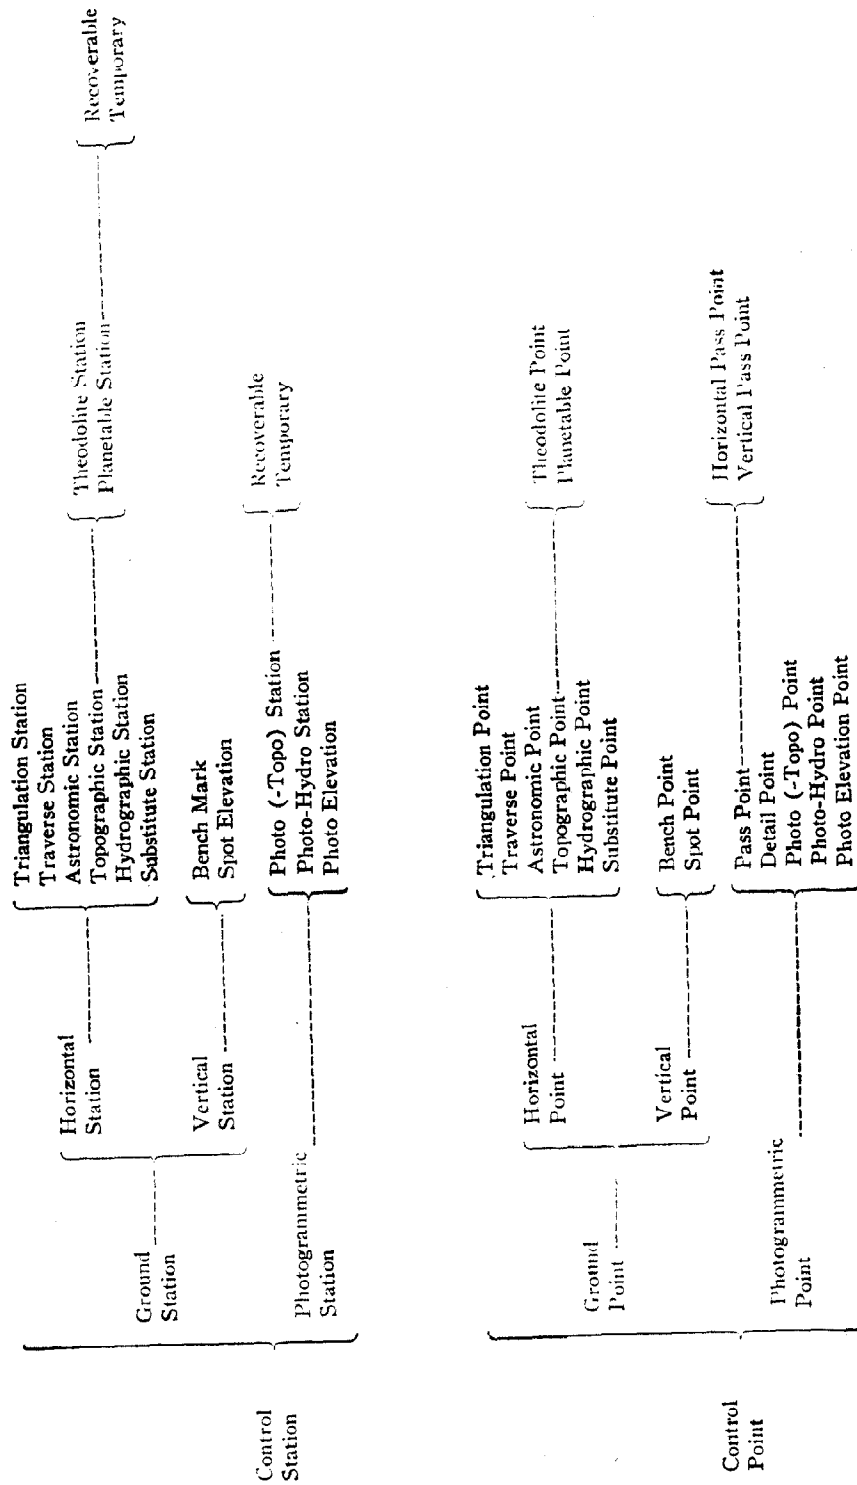 Control
Station
Ground
Station
Horizontal
Station
Triangulation Station
Traverse Station
Astronomic Station
Topographic Station
Hydrographic Station
Substitute Station
Theodolite Station
Planetable Station
Recoverable
Temporary
Vertical
Station
Bench Mark
Spot Elevation
Photogrammetric
Station
Photo (-Topo) Station
Photo-Hydro Station
Photo Elevation
Recoverable
Temporary
Control
Point
Ground
Point
Horizontal
Point
Triangulation Point
Traverse Point
Astronomic Point
Topographic Point
Hydrographic Point
Substitute Point
Theodolite Point
Planetable Point
Vertical
Point
Bench Point
Spot Point
Photogrammetric
Point
Pass Point
Detail Point
Photo (-Topo) Point
Photo-Hydro Point
Photo Elevation Point
Horizontal Pass Point
Vertical Pass Point